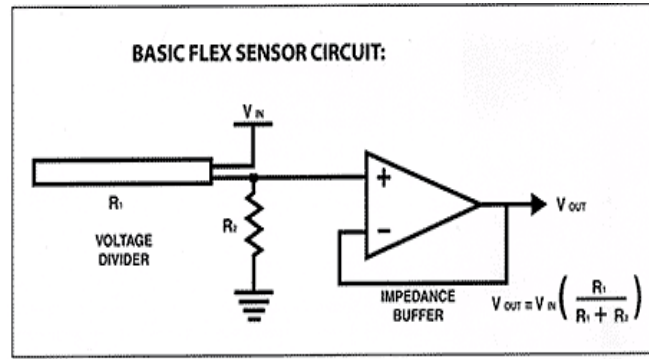 BASIC FLEX SENSOR CIRCUIT:
V IN
R1
R2
VOLTAGE
DIVIDER
+
−
V OUT
IMPEDANCE
BUFFER
V OUT = V IN ( R1 / R1 + R2 )